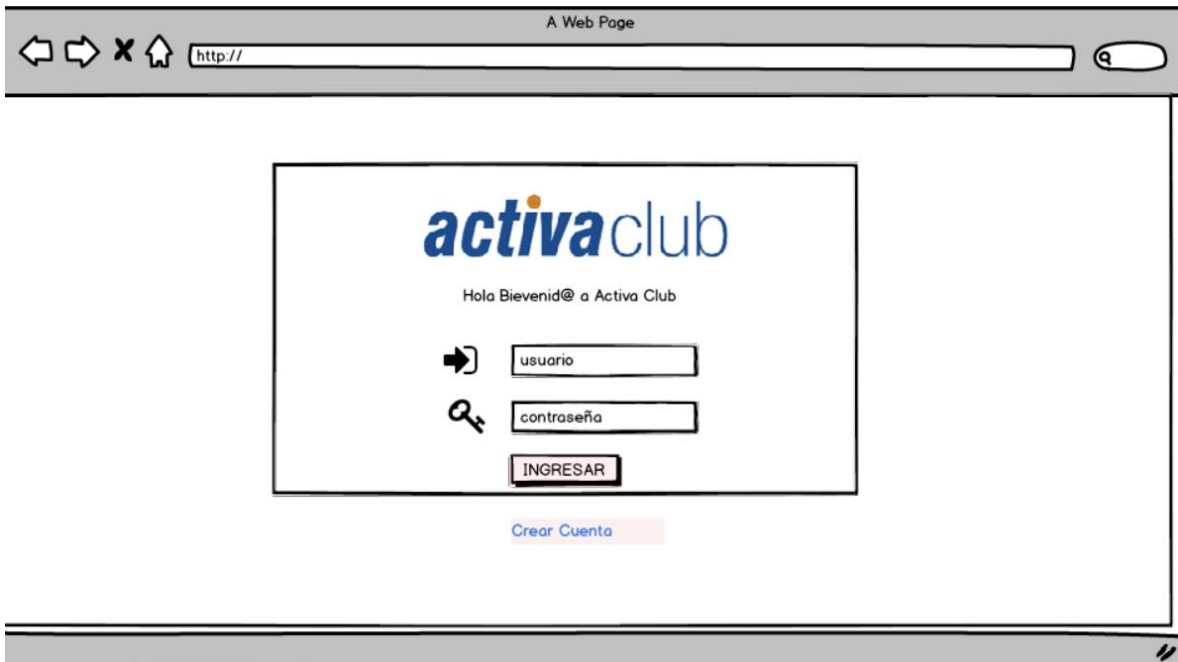 A Web Page
http://
activaclub
Hola Bievenid@ a Activa Club
usuario
contraseña
INGRESAR
Crear Cuenta